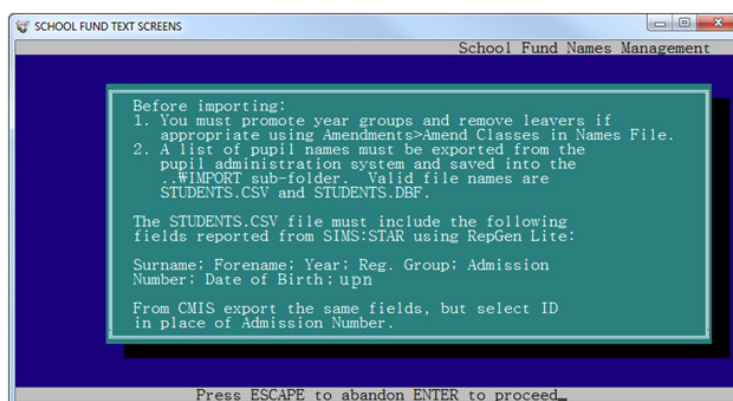 SCHOOL FUND TEXT SCREENS
School Fund Names Management
Before importing:
1. You must promote year groups and remove leavers if
appropriate using Amendments>Amend Classes in Names File.
2. A list of pupil names must be exported from the
pupil administration system and saved into the
..₩IMPORT sub-folder. Valid file names are
STUDENTS.CSV and STUDENTS.DBF.
The STUDENTS.CSV file must include the following
fields reported from SIMS:STAR using RepGen Lite:
Surname; Forename; Year; Reg. Group; Admission
Number; Date of Birth; upn
From CMIS export the same fields, but select ID
in place of Admission Number.
Press ESCAPE to abandon ENTER to proceed_